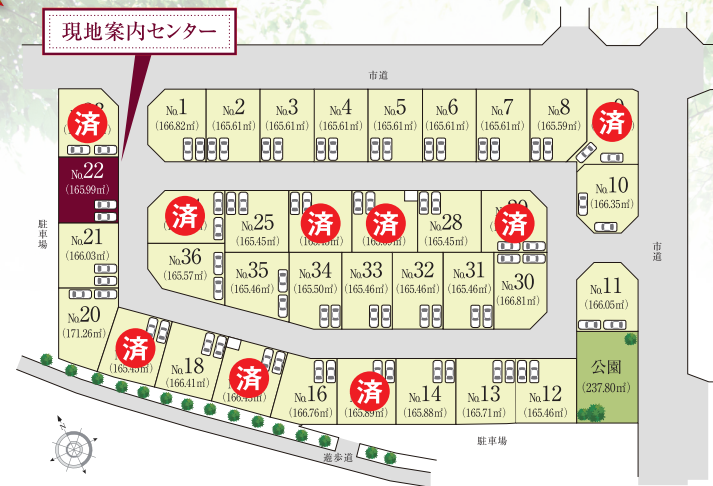 現地案内センター
市道
No.1
(166.82㎡)
No.2
(165.61㎡)
No.3
(165.61㎡)
No.4
(165.61㎡)
No.5
(165.61㎡)
No.6
(165.61㎡)
No.7
(165.61㎡)
No.8
(165.59㎡)
済
済
No.22
(165.99㎡)
No.10
(166.35㎡)
済
No.25
(165.45㎡)
済
済
No.28
(165.45㎡)
済
駐車場
No.21
(166.03㎡)
市道
No.36
(165.57㎡)
No.35
(165.46㎡)
No.34
(165.50㎡)
No.33
(165.46㎡)
No.32
(165.46㎡)
No.31
(165.46㎡)
No.30
(166.81㎡)
No.11
(166.05㎡)
No.20
(171.26㎡)
済
No.18
(166.41㎡)
済
No.16
(166.76㎡)
済
No.14
(165.88㎡)
No.13
(165.71㎡)
No.12
(165.46㎡)
公園
(237.80㎡)
駐車場
遊歩道
N